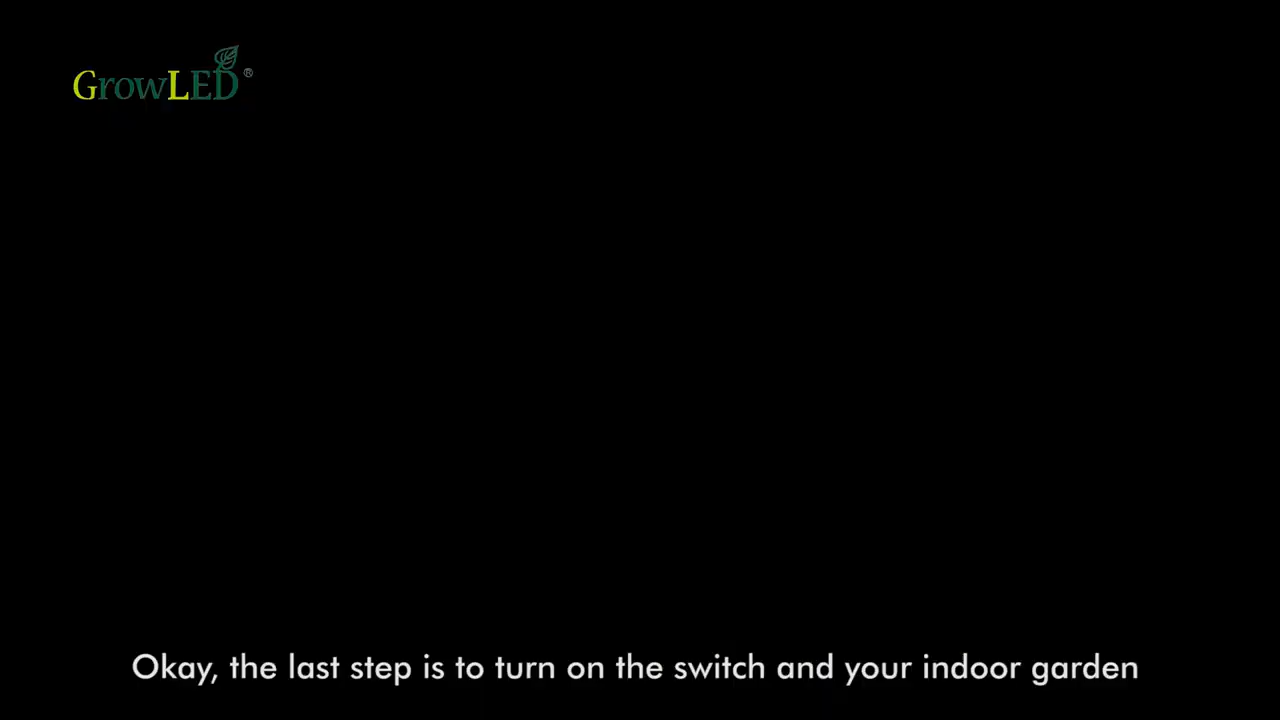 GrowLED®
Okay, the last step is to turn on the switch and your indoor garden